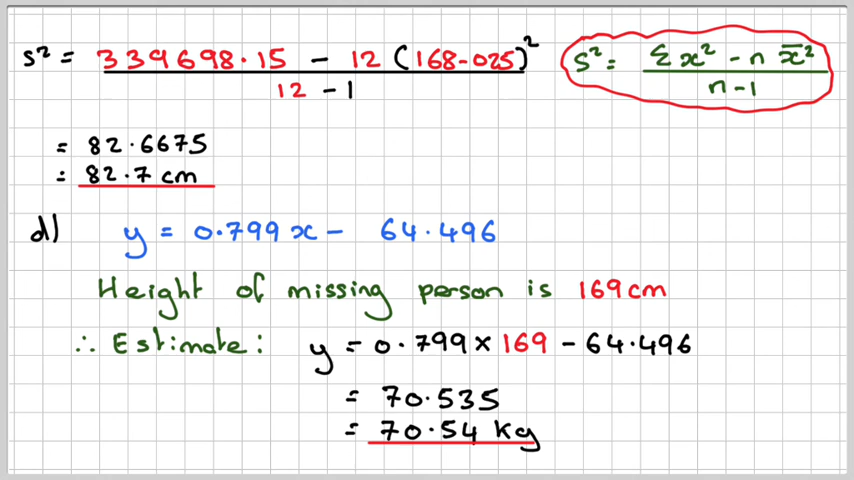 s² = 339698.15 - 12 (168-025)² / 12 - 1
s² = Σx² - n x̄² / n - 1
= 82.6675
= 82.7 cm
d) y = 0.799x - 64.496
Height of missing person is 169cm
∴ Estimate: y = 0.799 × 169 - 64.496
= 70.535
= 70.54 kg